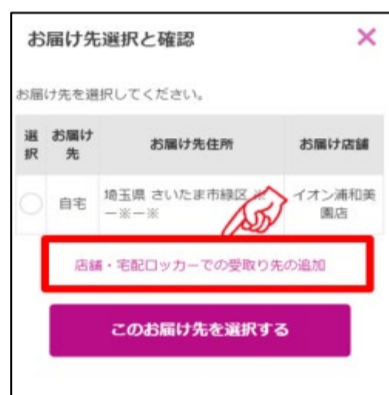 お届け先選択と確認 ×
お届け先を選択してください。
選択 お届け先 お届け先住所 お届け店舗
自宅 埼玉県 さいたま市緑区 ※
ー※ー※
イオン浦和美園店
店舗・宅配ロッカーでの受取り先の追加
このお届け先を選択する